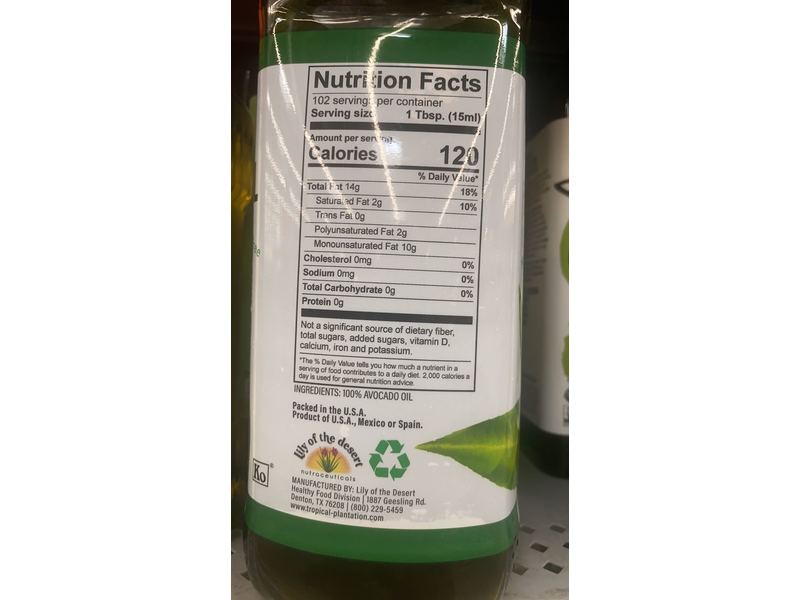 Nutrition Facts
102 servings per container
Serving size 1 Tbsp. (15ml)
Amount per serving
Calories 120
% Daily Value*
Total Fat 14g 18%
Saturated Fat 2g 10%
Trans Fat 0g
Polyunsaturated Fat 2g
Monounsaturated Fat 10g
Cholesterol 0mg 0%
Sodium 0mg 0%
Total Carbohydrate 0g 0%
Protein 0g
Not a significant source of dietary fiber,
total sugars, added sugars, vitamin D,
calcium, iron and potassium.
*The % Daily Value tells you how much a nutrient in a
serving of food contributes to a daily diet. 2,000 calories a
day is used for general nutrition advice.
INGREDIENTS: 100% AVOCADO OIL
Packed in the U.S.A.
Product of U.S.A., Mexico or Spain.
Lily of the desert
nutraceuticals
Ko®
MANUFACTURED BY: Lily of the Desert
Healthy Food Division | 1887 Geesling Rd.
Denton, TX 76208 | (800) 229-5459
www.tropical-plantation.com